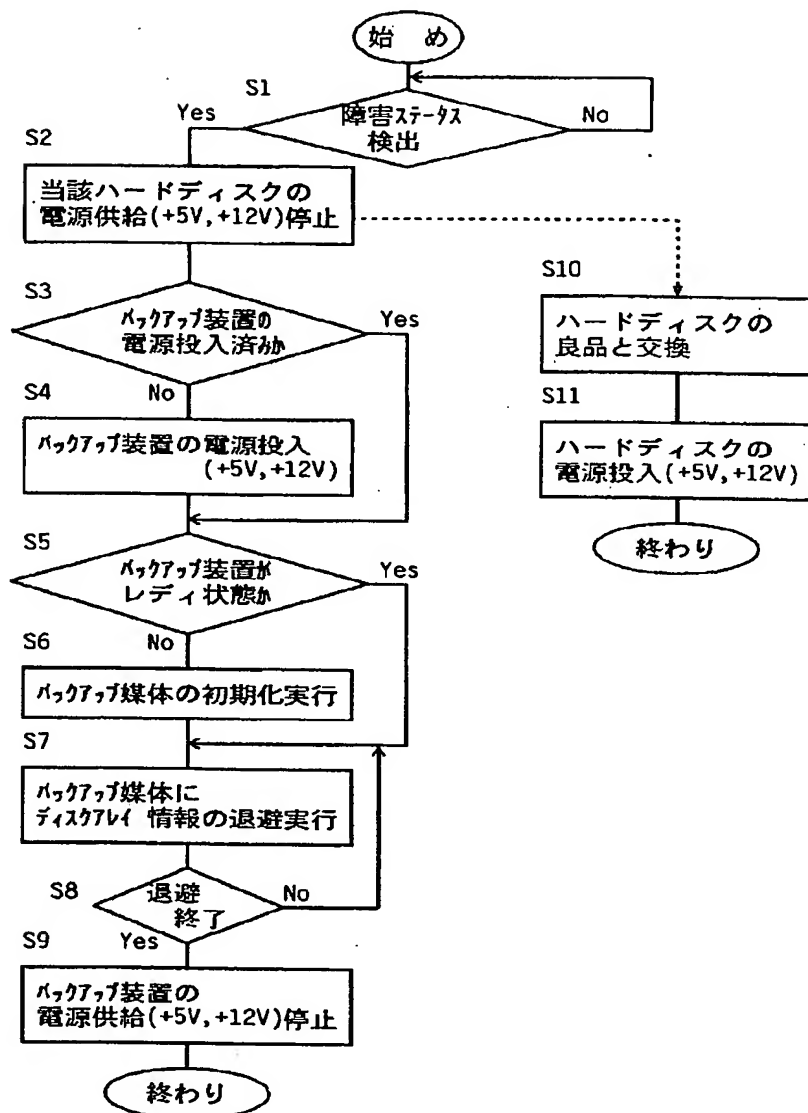 始 め
S1
障害ステータス
検出
Yes
No
S2
当該ハードディスクの
電源供給(+5V,+12V)停止
S3
バックアップ装置の
電源投入済みか
Yes
No
S4
バックアップ装置の電源投入
(+5V,+12V)
S5
バックアップ装置が
レディ状態か
Yes
No
S6
バックアップ媒体の初期化実行
S7
バックアップ媒体に
ディスクアレイ 情報の退避実行
S8
退避
終了
No
Yes
S9
バックアップ装置の
電源供給(+5V,+12V)停止
終わり
S10
ハードディスクの
良品と交換
S11
ハードディスクの
電源投入(+5V,+12V)
終わり